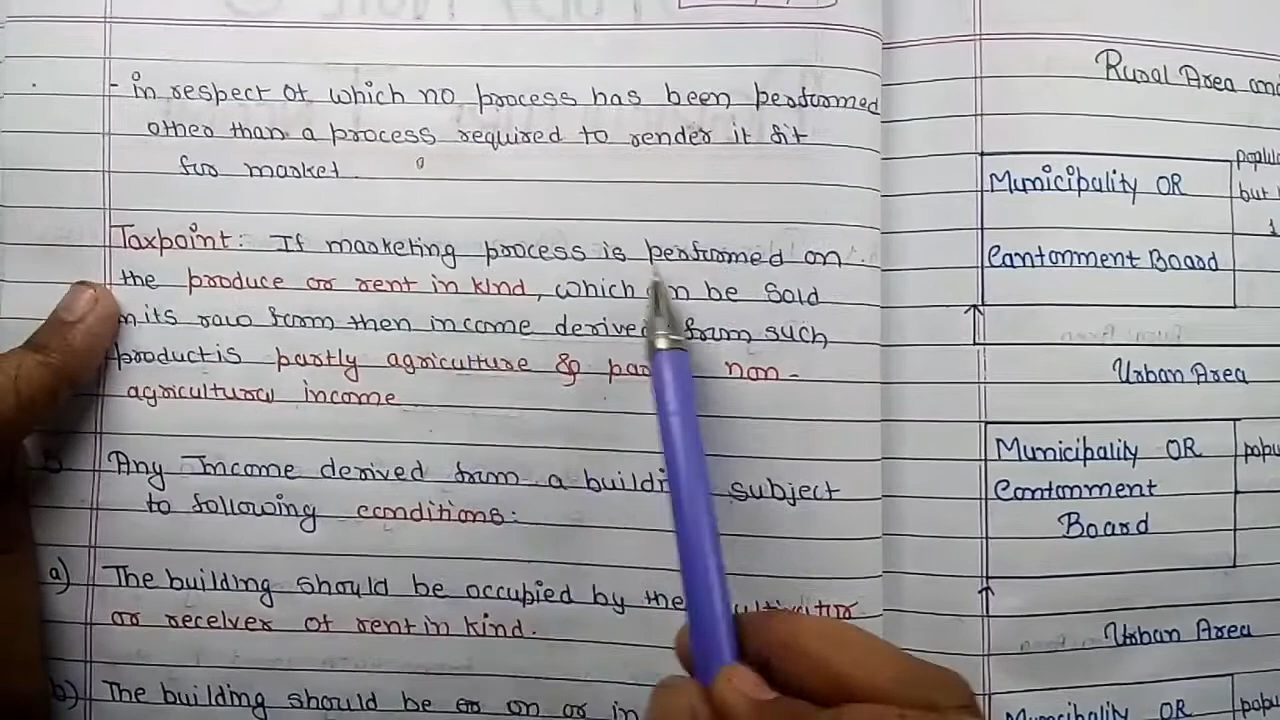 - in respect of which no process has been performed
other than a process required to render it fit
for market.
Taxpoint: If marketing process is performed on
the produce or rent in kind, which can be sold
in its raw form then income derived from such
product is partly agriculture & non-
agricultural income
Any Income derived from a building subject
to following conditions:
a) The building should be occupied by the cultivator
or receiver of rent in kind.
b) The building should be on or in
Rural Area
Municipality OR
Cantonment Board
but
Urban Area
Municipality OR
Cantonment
Board
Urban Area
Municipality OR